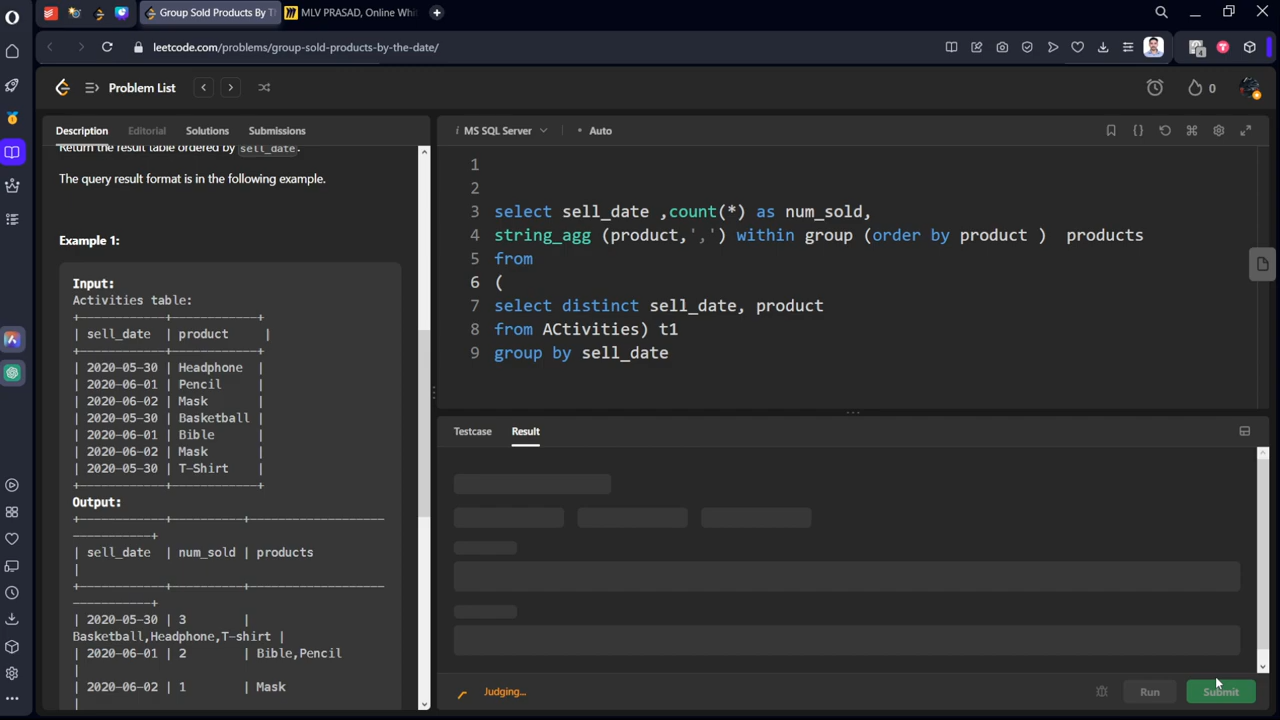 Group Sold Products By T
MLV PRASAD, Online Whi
leetcode.com/problems/group-sold-products-by-the-date/
Problem List
0
Description
Editorial
Solutions
Submissions
MS SQL Server
Auto
Return the result table ordered by sell_date.
The query result format is in the following example.
Example 1:
Input:
Activities table:
+------------+------------+
| sell_date | product |
+------------+------------+
| 2020-05-30 | Headphone |
| 2020-06-01 | Pencil |
| 2020-06-02 | Mask |
| 2020-05-30 | Basketball |
| 2020-06-01 | Bible |
| 2020-06-02 | Mask |
| 2020-05-30 | T-Shirt |
+------------+------------+
Output:
+------------+----------+--------------------
-----------+
| sell_date | num_sold | products
|
+------------+----------+--------------------
-----------+
| 2020-05-30 | 3 |
Basketball,Headphone,T-shirt |
| 2020-06-01 | 2 | Bible,Pencil
|
| 2020-06-02 | 1 | Mask
|
1
2
3 select sell_date ,count(*) as num_sold,
4 string_agg (product,',') within group (order by product ) products
5 from
6 (
7 select distinct sell_date, product
8 from ACtivities) t1
9 group by sell_date
Testcase
Result
Judging...
Run
Submit